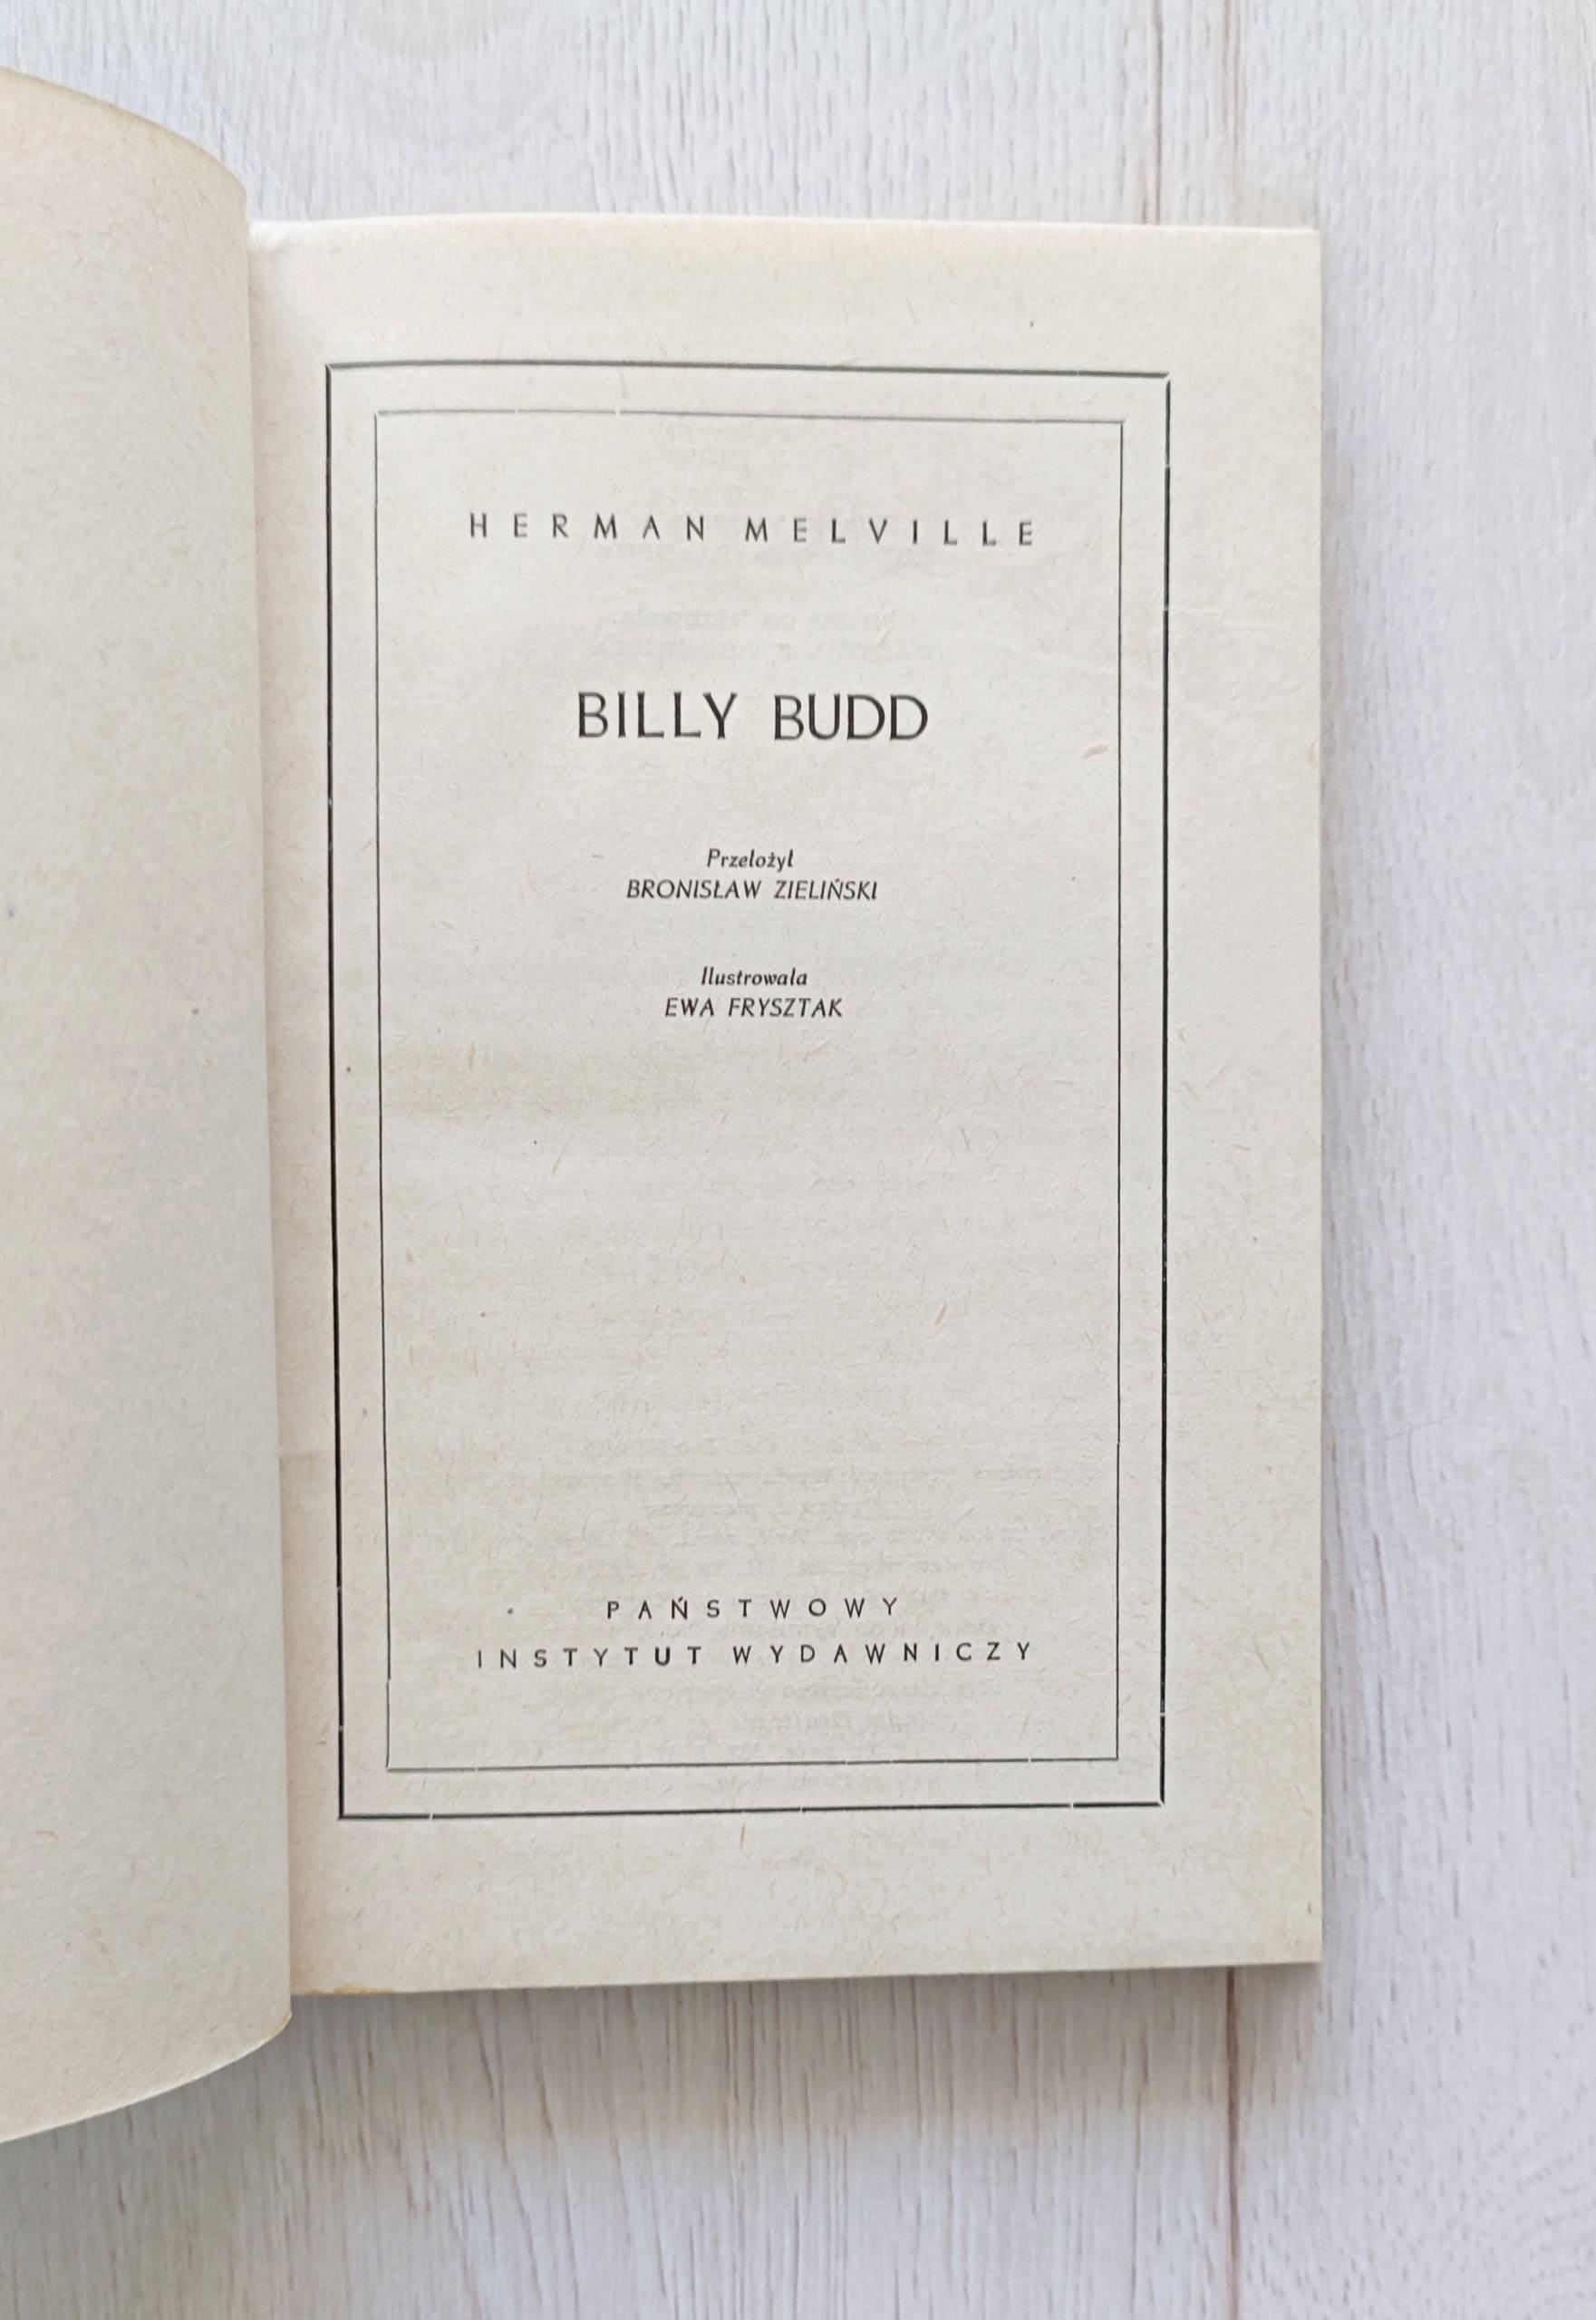 HERMAN MELVILLE
BILLY BUDD
Przełożył
BRONISŁAW ZIELIŃSKI
Ilustrowała
EWA FRYSZTAK
PAŃSTWOWY
INSTYTUT WYDAWNICZY